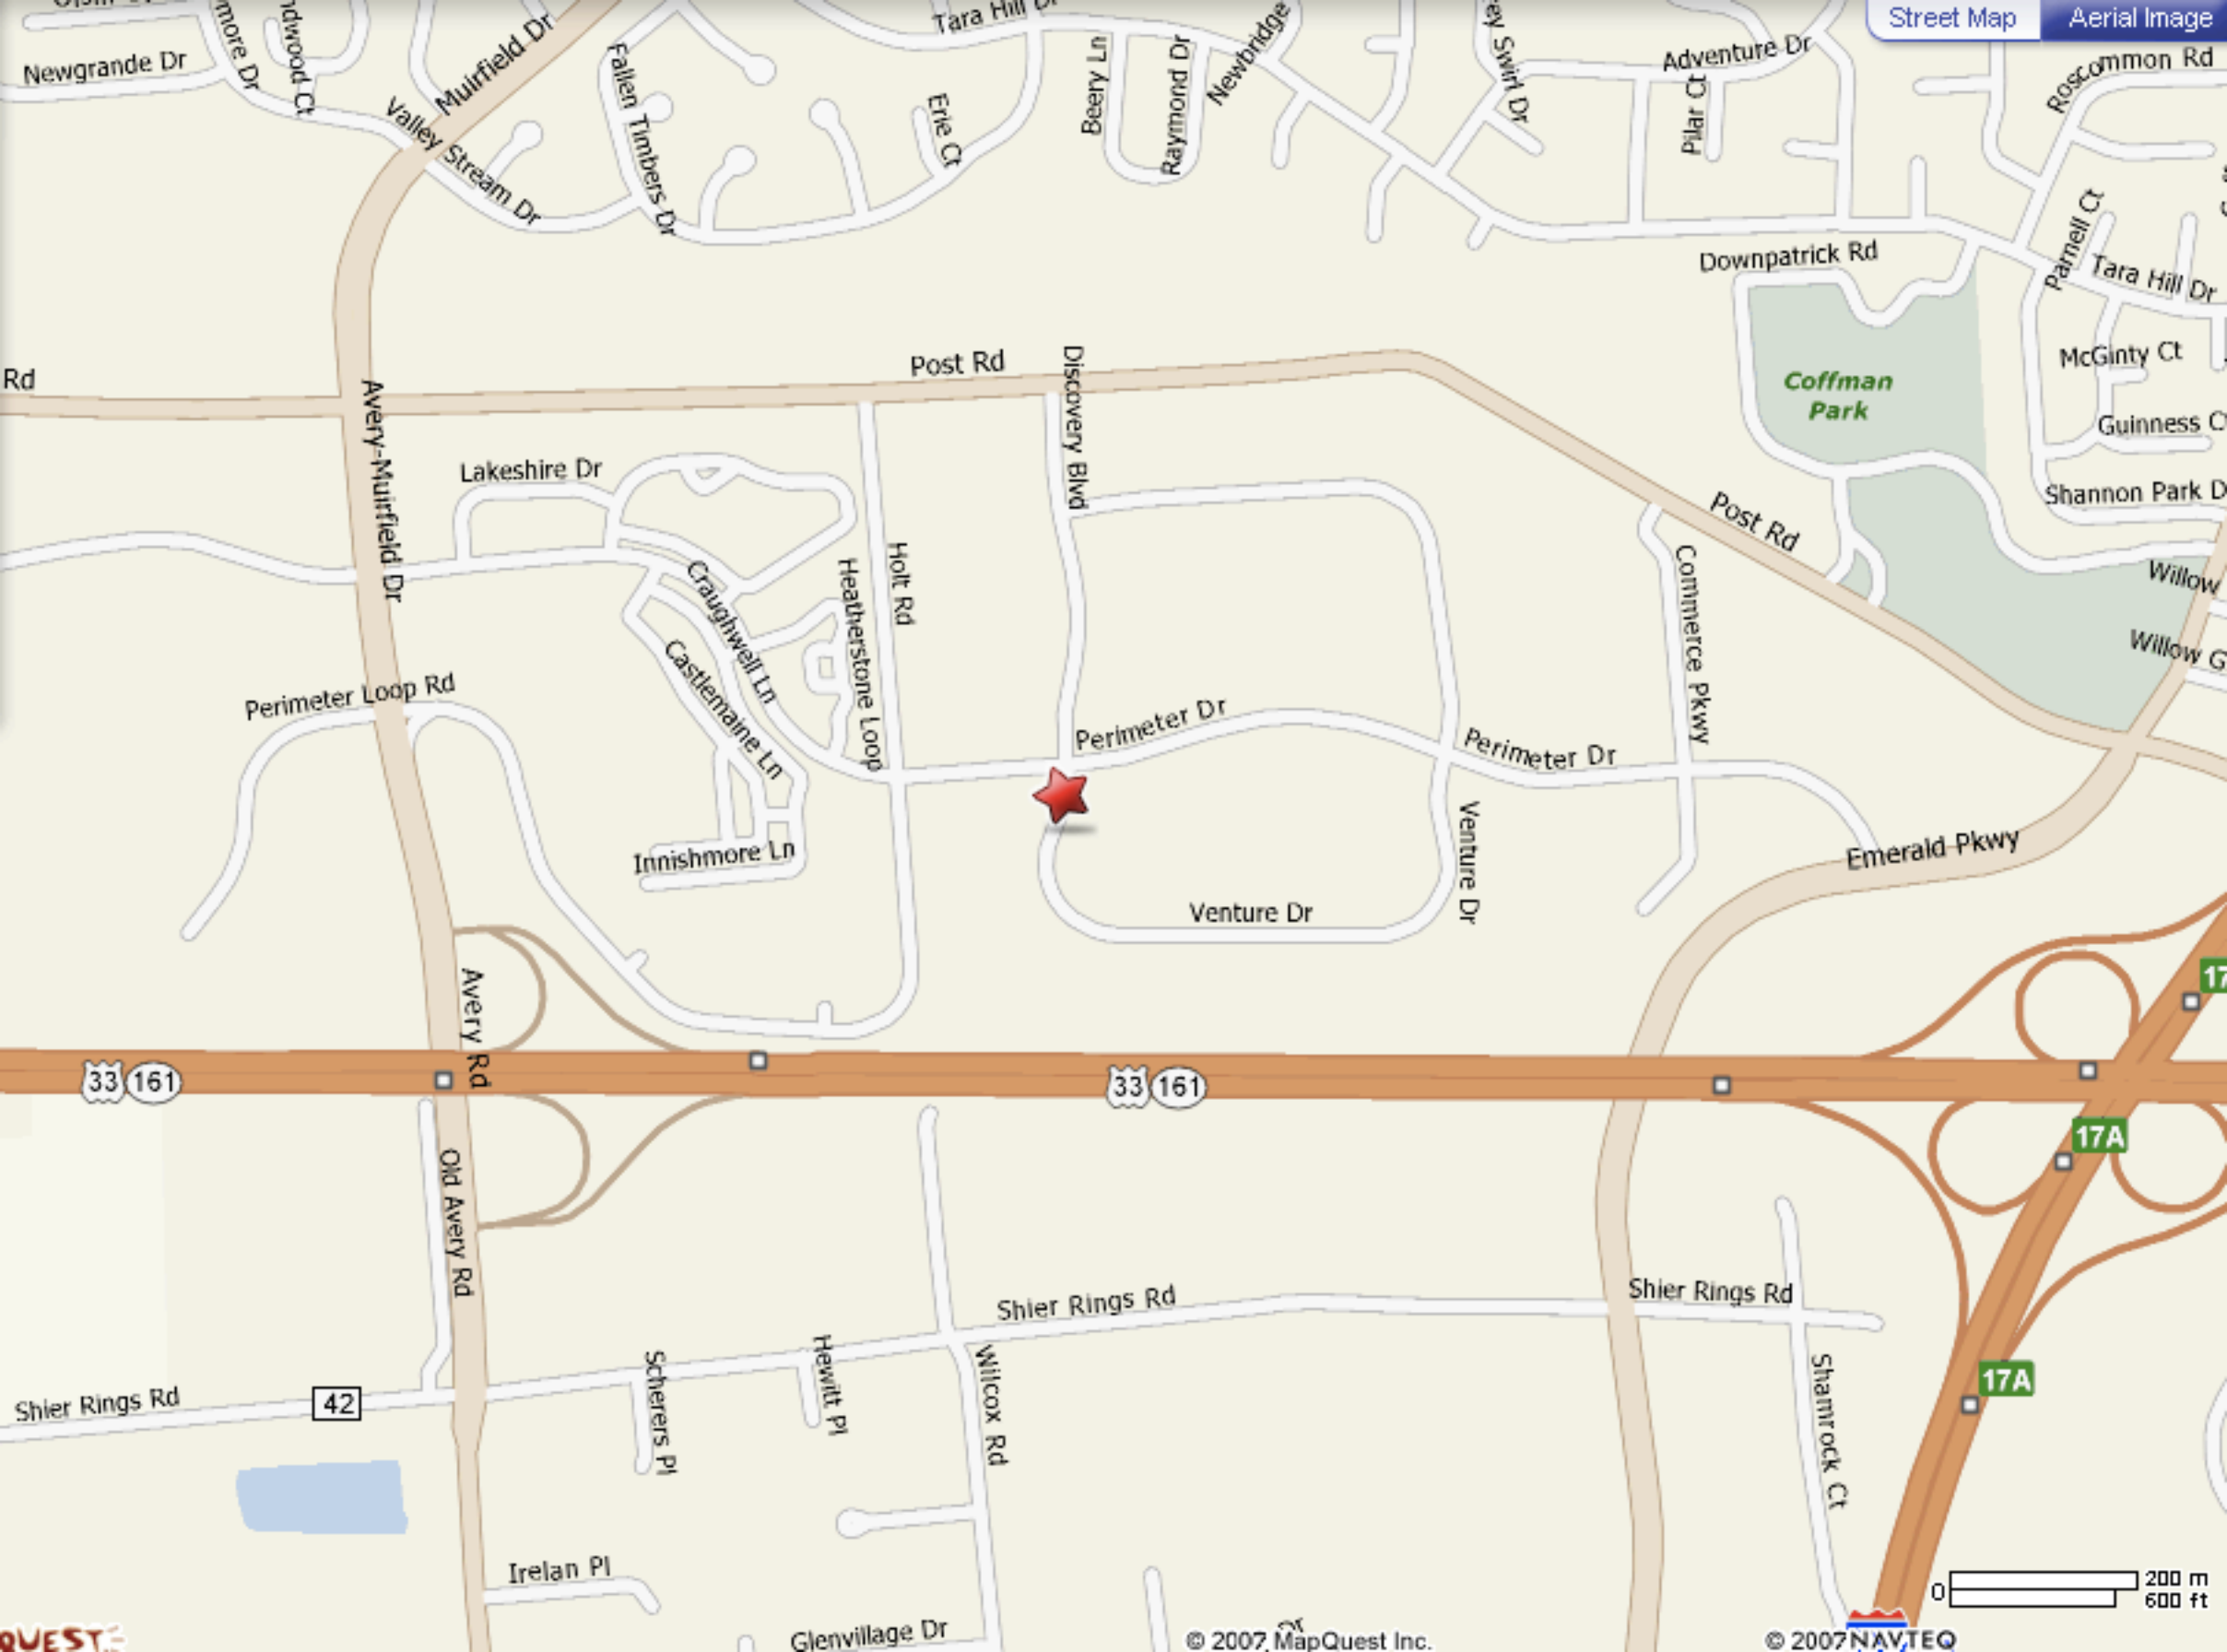 Street Map
Aerial Image
Tara Hill Dr
Newgrande Dr
Muirfield Dr
Valley Stream Dr
Fallen Timbers Dr
Erie Ct
Beery Ln
Raymond Dr
Newbridge
Swirl Dr
Adventure Dr
Pilar Ct
Roscommon Rd
Parnell Ct
Downpatrick Rd
Tara Hill Dr
McGinty Ct
Coffman
Park
Guinness
Shannon Park
Post Rd
Rd
Discovery Blvd
Avery-Muirfield Dr
Lakeshire Dr
Post Rd
Willow
Willow
Holt Rd
Heatherstone Loop
Craughwell Ln
Castlemaine Ln
Commerce Pkwy
Perimeter Loop Rd
Perimeter Dr
Perimeter Dr
Innishmore Ln
Venture Dr
Venture Dr
Emerald Pkwy
Avery Rd
17
33 161
33 161
17A
Old Avery Rd
Shier Rings Rd
Shier Rings Rd
Shier Rings Rd
42
Scherers Pl
Hewitt Pl
Wilcox Rd
Shamrock Ct
17A
Irelan Pl
Glenvillage Dr
Dr
0
200 m
600 ft
QUEST
© 2007 MapQuest Inc.
© 2007 NAVTEQ